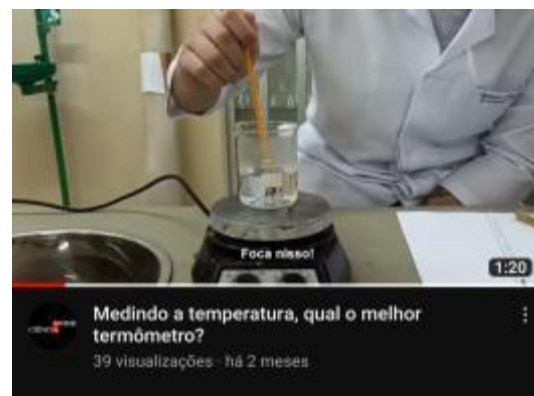 Foca nisso!
1:20
Medindo a temperatura, qual o melhor
termômetro?
39 visualizações · há 2 meses